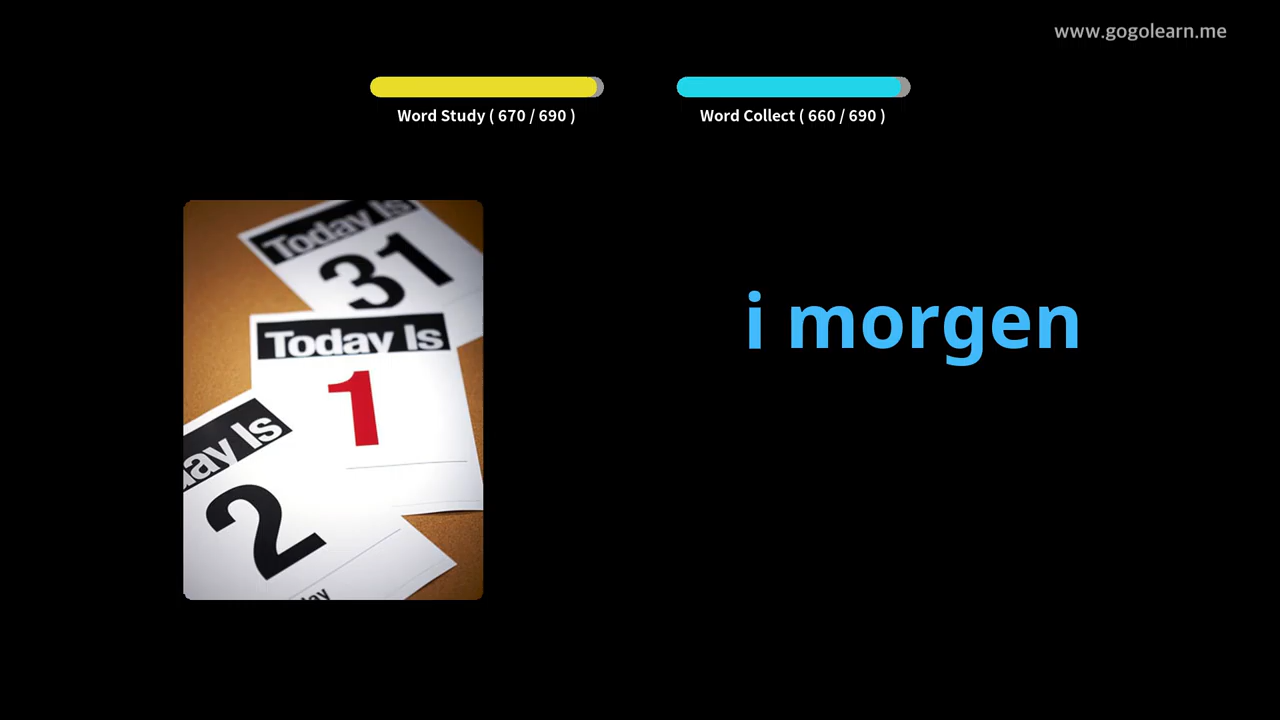 www.gogolearn.me
Word Study ( 670 / 690 )
Word Collect ( 660 / 690 )
Today Is
31
Today Is
1
i morgen
ay Is
2